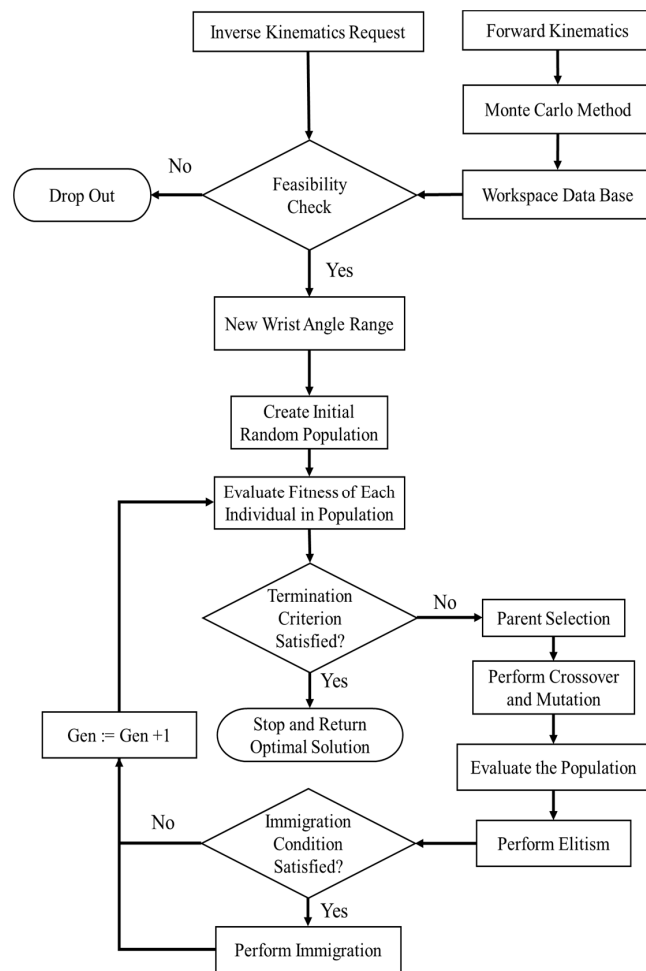 Inverse Kinematics Request
Forward Kinematics
Monte Carlo Method
Workspace Data Base
Feasibility
Check
No
Drop Out
Yes
New Wrist Angle Range
Create Initial
Random Population
Evaluate Fitness of Each
Individual in Population
Termination
Criterion
Satisfied?
No
Parent Selection
Yes
Perform Crossover
and Mutation
Stop and Return
Optimal Solution
Gen := Gen +1
Evaluate the Population
Perform Elitism
Immigration
Condition
Satisfied?
No
Yes
Perform Immigration